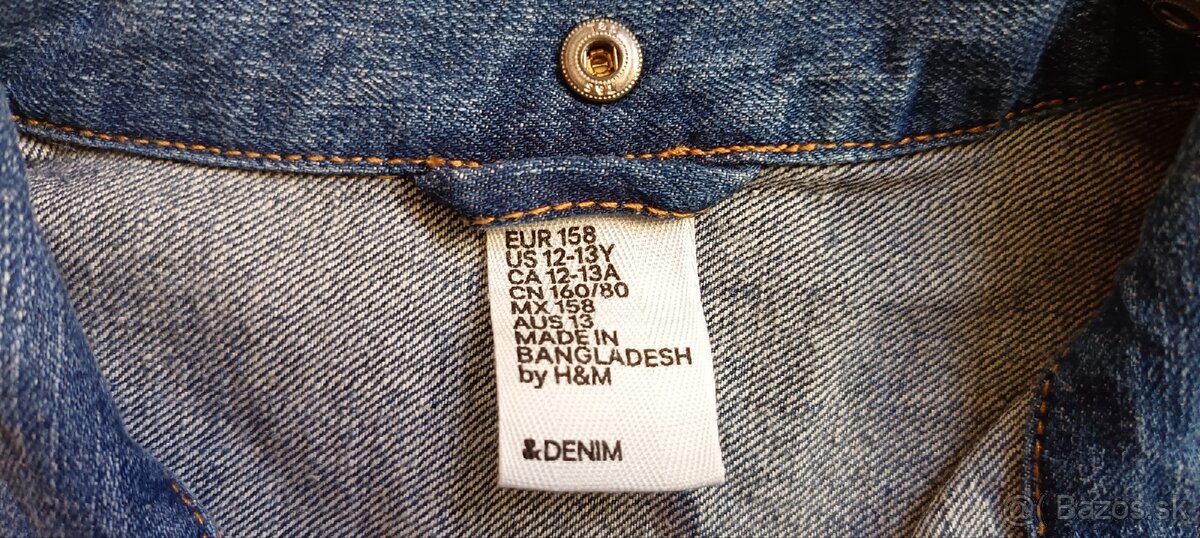 EUR 158
US 12-13Y
CA 12-13A
CN 160/80
MX 158
AUS 13
MADE IN
BANGLADESH
by H&M
&DENIM
Bazos.sk